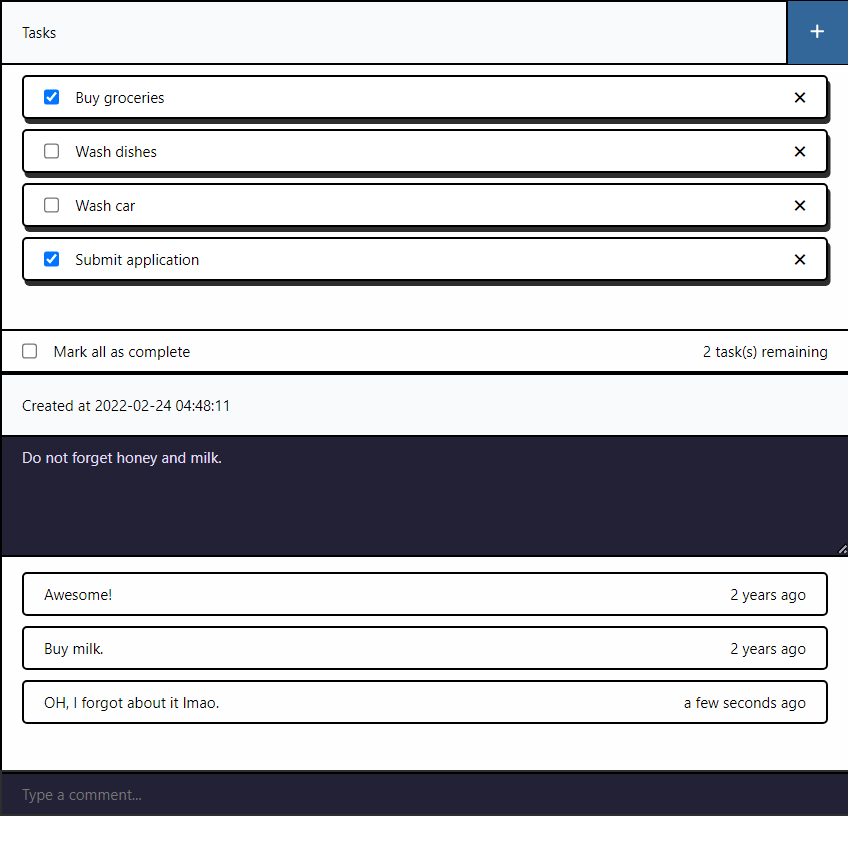 Tasks
+
Buy groceries ✕
Wash dishes ✕
Wash car ✕
Submit application ✕
Mark all as complete 2 task(s) remaining
Created at 2022-02-24 04:48:11
Do not forget honey and milk.
Awesome! 2 years ago
Buy milk. 2 years ago
OH, I forgot about it lmao. a few seconds ago
Type a comment...